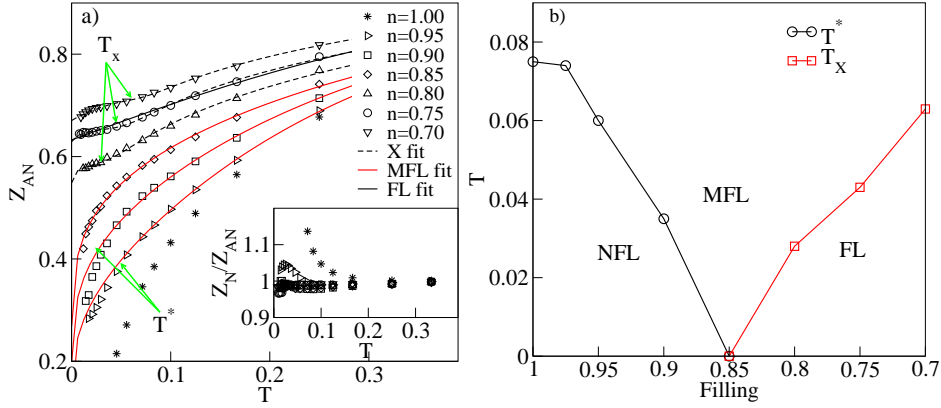 a)
T_x
n=1.00
n=0.95
n=0.90
n=0.85
n=0.80
n=0.75
n=0.70
X fit
MFL fit
FL fit
T*
Z_AN
0.8
0.6
0.4
0.2
0 0.1 0.2 0.3
T
Z_N/Z_AN
1.1
1
0.9
0 0.1 0.2 0.3
T
b)
T*
T_X
T
0.08
0.06
0.04
0.02
0
NFL
MFL
FL
1 0.95 0.9 0.85 0.8 0.75 0.7
Filling